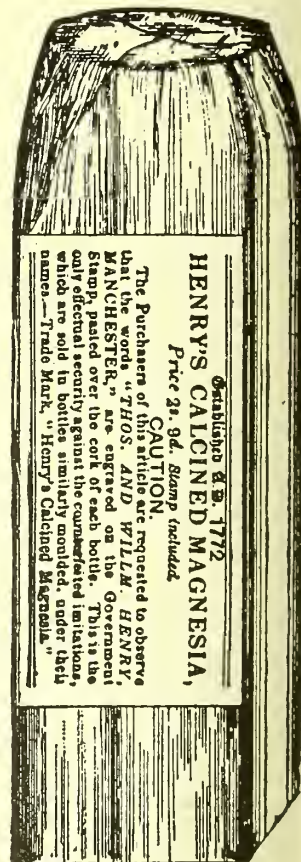 Established A.D. 1772
HENRY'S CALCINED MAGNESIA,
Price 2s. 9d. Stamp included.
CAUTION.
The Purchasers of this article are requested to observe
that the words "THOS. AND WILLM. HENRY,
MANCHESTER," are engraved on the Government
Stamp, pasted over the cork of each bottle. This is the
only effectual security against the counterfeited imitations,
which are sold in bottles similarly moulded, under their
names.—Trade Mark, "Henry's Calcined Magnesia."